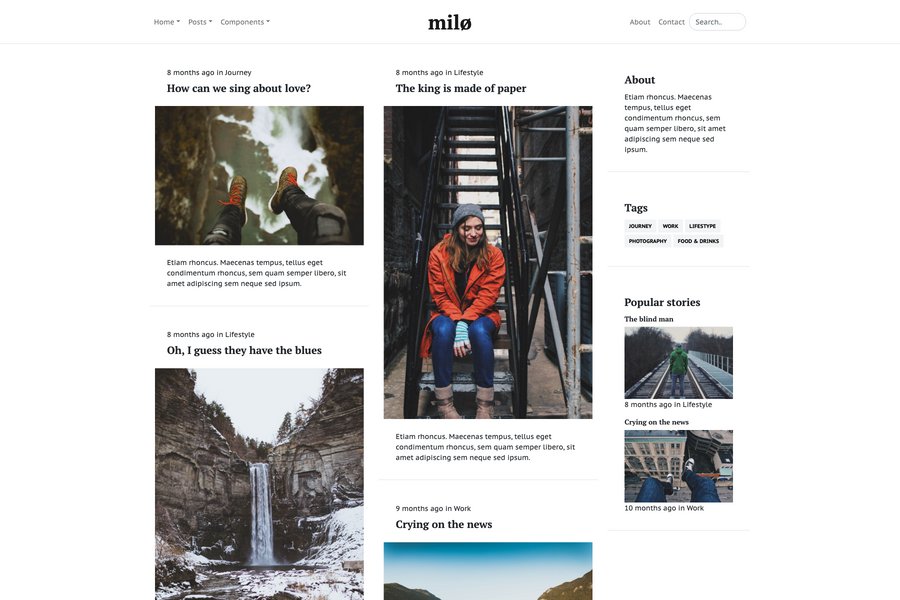 Home Posts Components
milø
About Contact Search..
8 months ago in Journey
How can we sing about love?
Etiam rhoncus. Maecenas tempus, tellus eget
condimentum rhoncus, sem quam semper libero, sit
amet adipiscing sem neque sed ipsum.
8 months ago in Lifestyle
Oh, I guess they have the blues
8 months ago in Lifestyle
The king is made of paper
Etiam rhoncus. Maecenas tempus, tellus eget
condimentum rhoncus, sem quam semper libero, sit
amet adipiscing sem neque sed ipsum.
9 months ago in Work
Crying on the news
About
Etiam rhoncus. Maecenas
tempus, tellus eget
condimentum rhoncus, sem
quam semper libero, sit amet
adipiscing sem neque sed
ipsum.
Tags
JOURNEY WORK LIFESTYPE
PHOTOGRAPHY FOOD & DRINKS
Popular stories
The blind man
8 months ago in Lifestyle
Crying on the news
10 months ago in Work